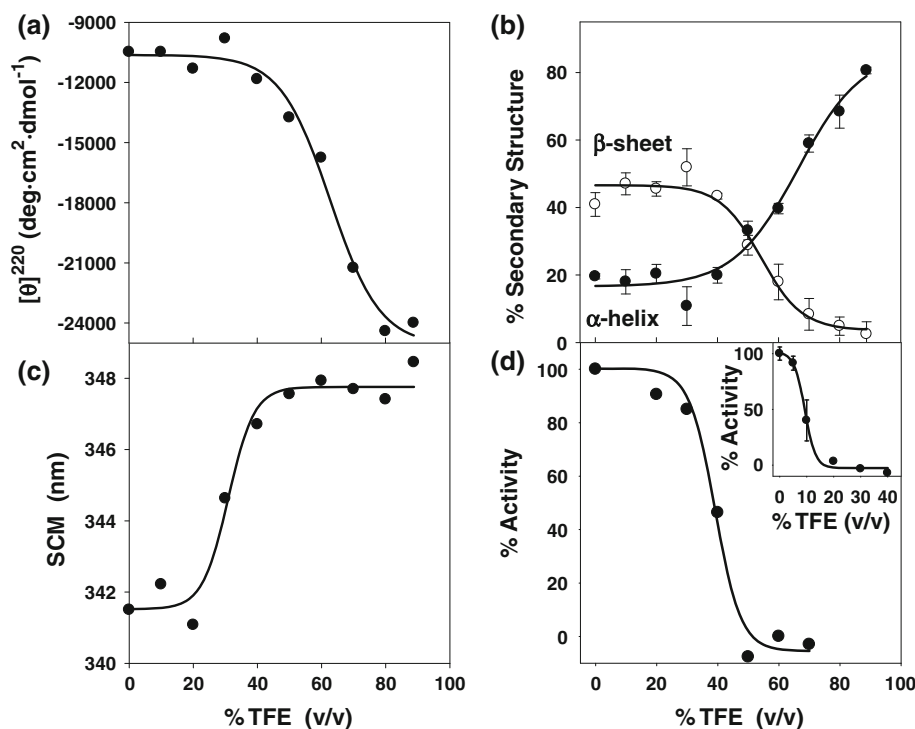 (a)
-9000
-12000
-15000
-18000
-21000
-24000
[θ]²²⁰ (deg·cm²·dmol⁻¹)
(b)
80
60
40
20
0
% Secondary Structure
β-sheet
α-helix
(c)
348
346
344
342
340
SCM (nm)
0 20 40 60 80 100
% TFE (v/v)
(d)
100
80
60
40
20
0
% Activity
0 20 40 60 80 100
% TFE (v/v)
100
50
0
% Activity
0 10 20 30 40
% TFE (v/v)